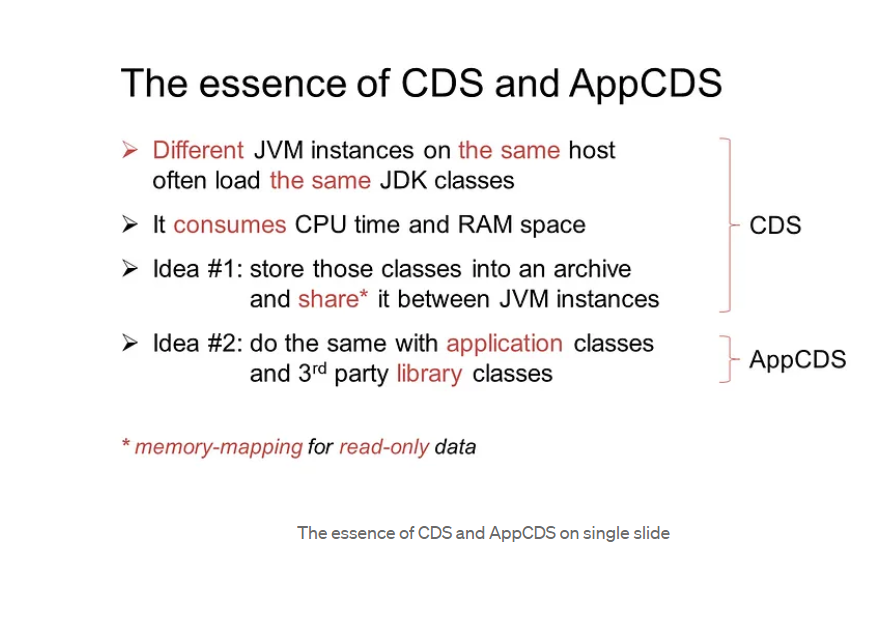 The essence of CDS and AppCDS
➢ Different JVM instances on the same host
often load the same JDK classes
➢ It consumes CPU time and RAM space
➢ Idea #1: store those classes into an archive
and share* it between JVM instances
CDS
➢ Idea #2: do the same with application classes
and 3rd party library classes
AppCDS
* memory-mapping for read-only data
The essence of CDS and AppCDS on single slide